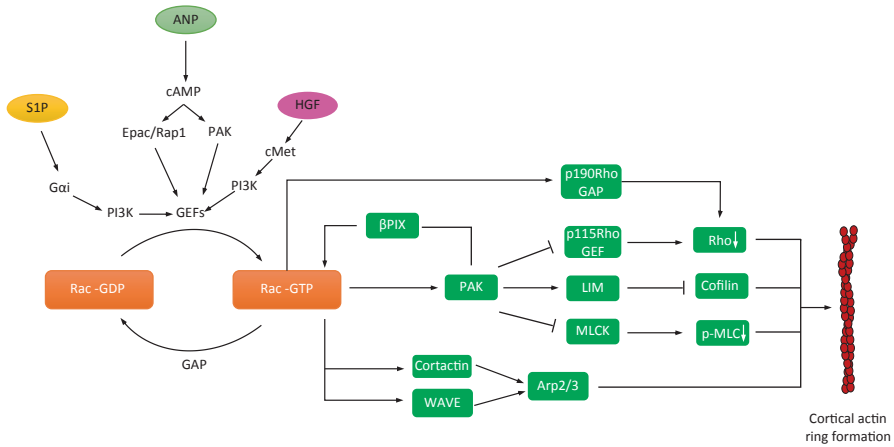 ANP
cAMP
S1P
HGF
Epac/Rap1
PAK
cMet
Gαi
PI3K
PI3K
GEFs
p190Rho
GAP
βPIX
p115Rho
GEF
Rho↓
Rac -GDP
Rac -GTP
PAK
LIM
Cofilin
MLCK
p-MLC↓
GAP
Cortactin
WAVE
Arp2/3
Cortical actin
ring formation